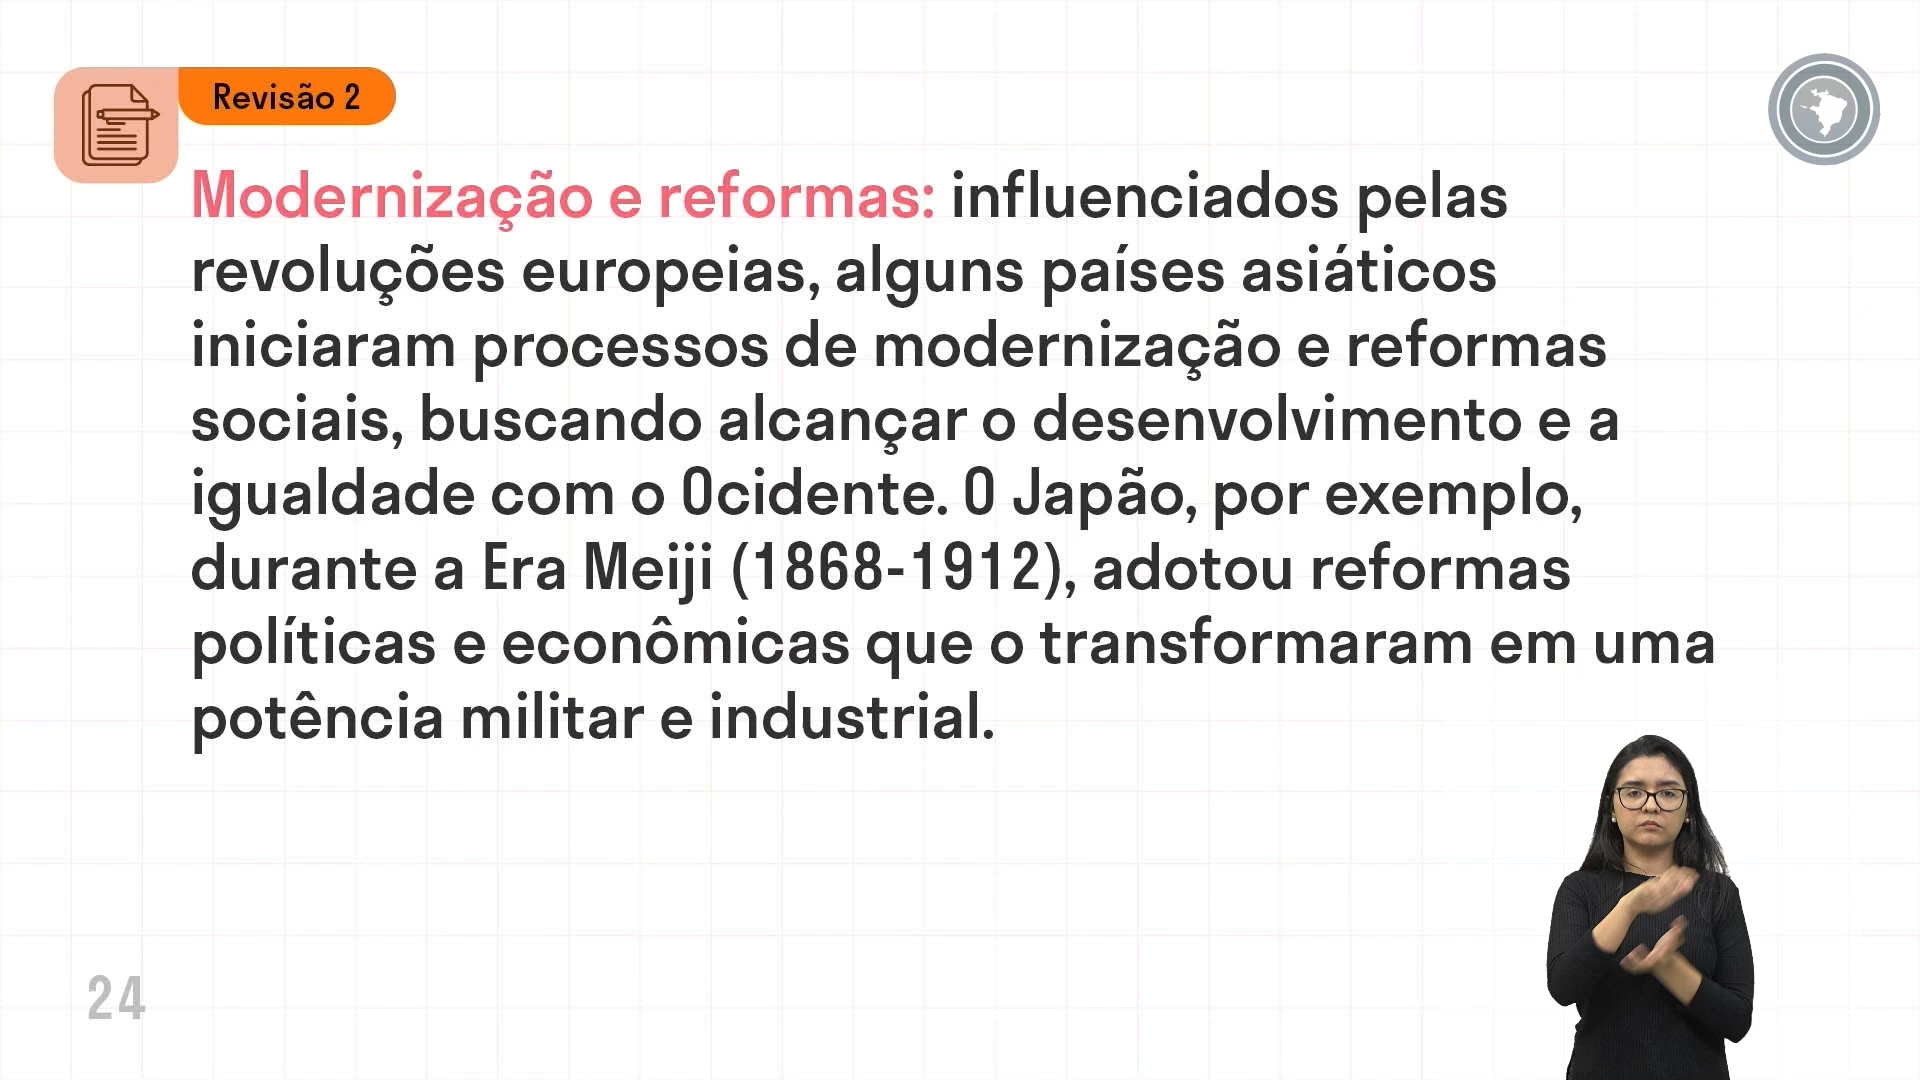 Revisão 2
Modernização e reformas: influenciados pelas
revoluções europeias, alguns países asiáticos
iniciaram processos de modernização e reformas
sociais, buscando alcançar o desenvolvimento e a
igualdade com o Ocidente. O Japão, por exemplo,
durante a Era Meiji (1868-1912), adotou reformas
políticas e econômicas que o transformaram em uma
potência militar e industrial.
24